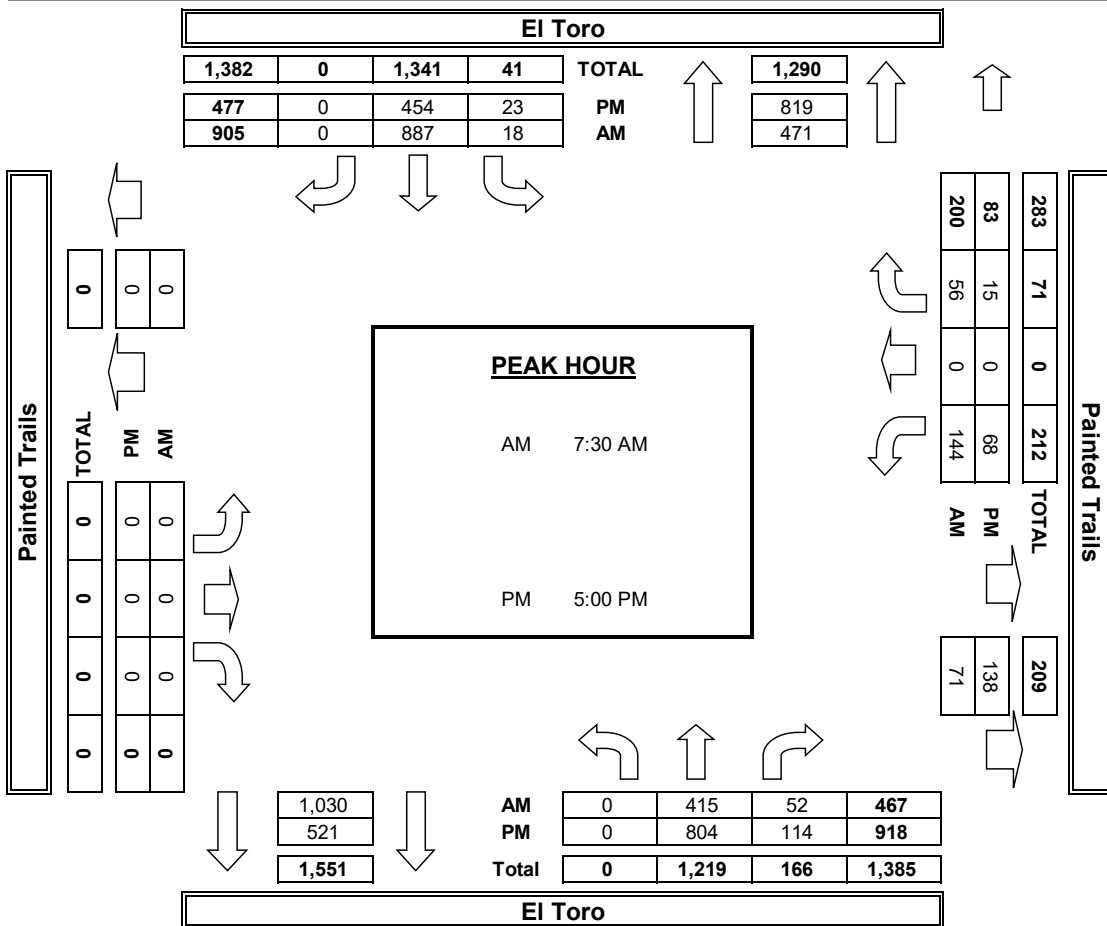 El Toro
1,382 0 1,341 41 TOTAL 1,290
477 0 454 23 PM 819
905 0 887 18 AM 471
Painted Trails
TOTAL 0 0 0 0 0
PM 0 0 0 0 0
AM 0 0 0 0 0
PEAK HOUR
AM 7:30 AM
PM 5:00 PM
283 71 0 212 TOTAL 209
83 15 0 68 PM 138
200 56 0 144 AM 71
Painted Trails
1,030 AM 0 415 52 467
521 PM 0 804 114 918
1,551 Total 0 1,219 166 1,385
El Toro